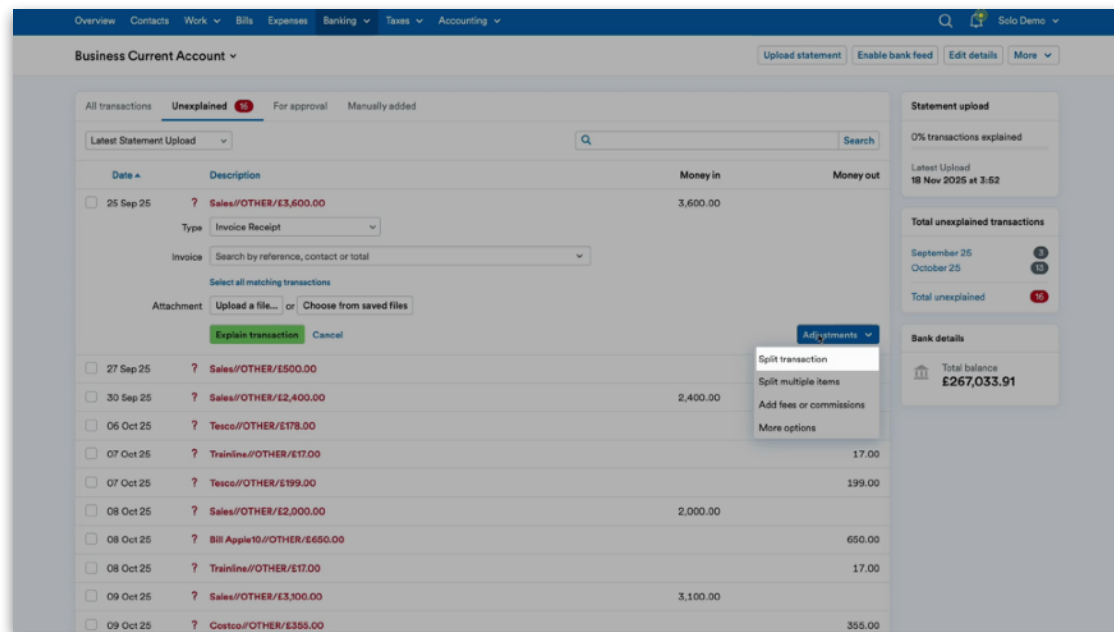 Overview Contacts Work Bills Expenses Banking Taxes Accounting Solo Demo
Business Current Account Upload statement Enable bank feed Edit details More
All transactions Unexplained 16 For approval Manually added
Latest Statement Upload Search
Date Description Money in Money out
25 Sep 25 ? Sales//OTHER/£3,600.00 3,600.00
Type Invoice Receipt
Invoice Search by reference, contact or total
Select all matching transactions
Attachment Upload a file... or Choose from saved files
Explain transaction Cancel Adjustments
Split transaction
Split multiple items
Add fees or commissions
More options
27 Sep 25 ? Sales//OTHER/£500.00
30 Sep 25 ? Sales//OTHER/£2,400.00 2,400.00
06 Oct 25 ? Tesco//OTHER/£178.00
07 Oct 25 ? Trainline//OTHER/£17.00 17.00
07 Oct 25 ? Tesco//OTHER/£199.00 199.00
08 Oct 25 ? Sales//OTHER/£2,000.00 2,000.00
08 Oct 25 ? Bill Apple10//OTHER/£650.00 650.00
08 Oct 25 ? Trainline//OTHER/£17.00 17.00
09 Oct 25 ? Sales//OTHER/£3,100.00 3,100.00
09 Oct 25 ? Costco//OTHER/£355.00 355.00
Statement upload
0% transactions explained
Latest Upload
18 Nov 2025 at 3:52
Total unexplained transactions
September 25 3
October 25 13
Total unexplained 16
Bank details
Total balance
£267,033.91